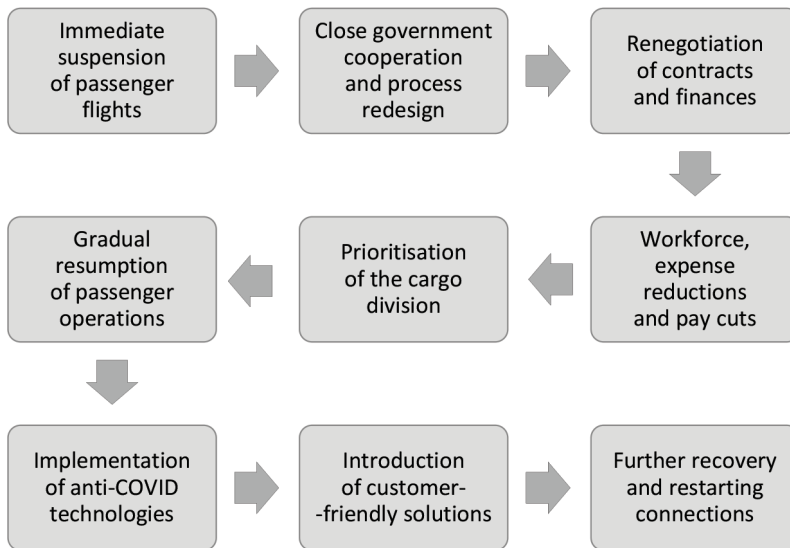 Immediate
suspension
of passenger
flights
Close government
cooperation
and process
redesign
Renegotiation
of contracts
and finances
Workforce,
expense
reductions
and pay cuts
Prioritisation
of the cargo
division
Gradual
resumption
of passenger
operations
Implementation
of anti-COVID
technologies
Introduction
of customer-
-friendly solutions
Further recovery
and restarting
connections